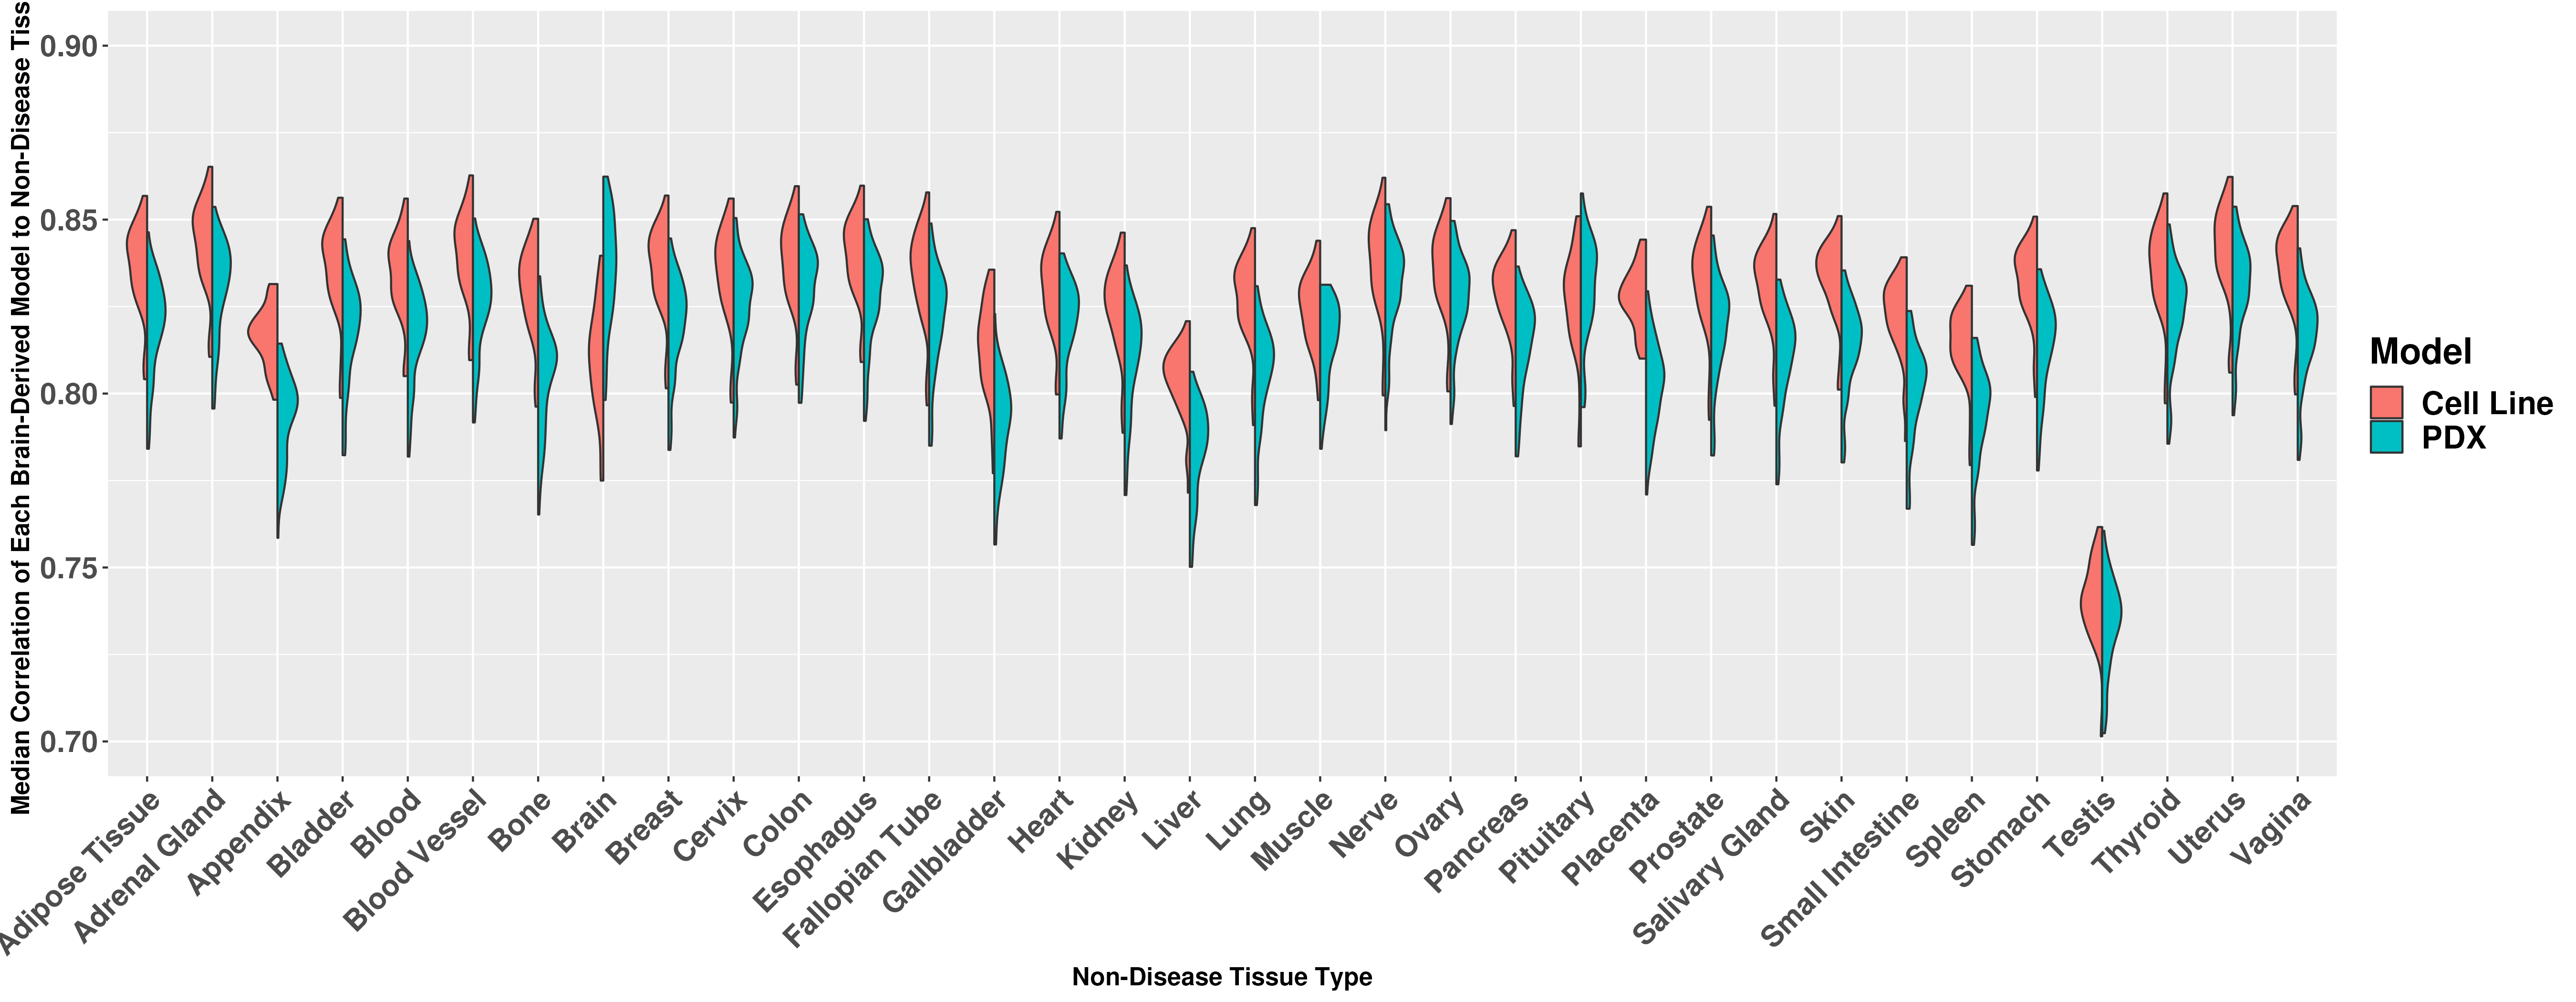 Median Correlation of Each Brain-Derived Model to Non-Disease Tiss
0.90
0.85
0.80
0.75
0.70
Adipose Tissue
Adrenal Gland
Appendix
Bladder
Blood
Blood Vessel
Bone
Brain
Breast
Cervix
Colon
Esophagus
Fallopian Tube
Gallbladder
Heart
Kidney
Liver
Lung
Muscle
Nerve
Ovary
Pancreas
Pituitary
Placenta
Prostate
Salivary Gland
Skin
Small Intestine
Spleen
Stomach
Testis
Thyroid
Uterus
Vagina
Non-Disease Tissue Type
Model
Cell Line
PDX